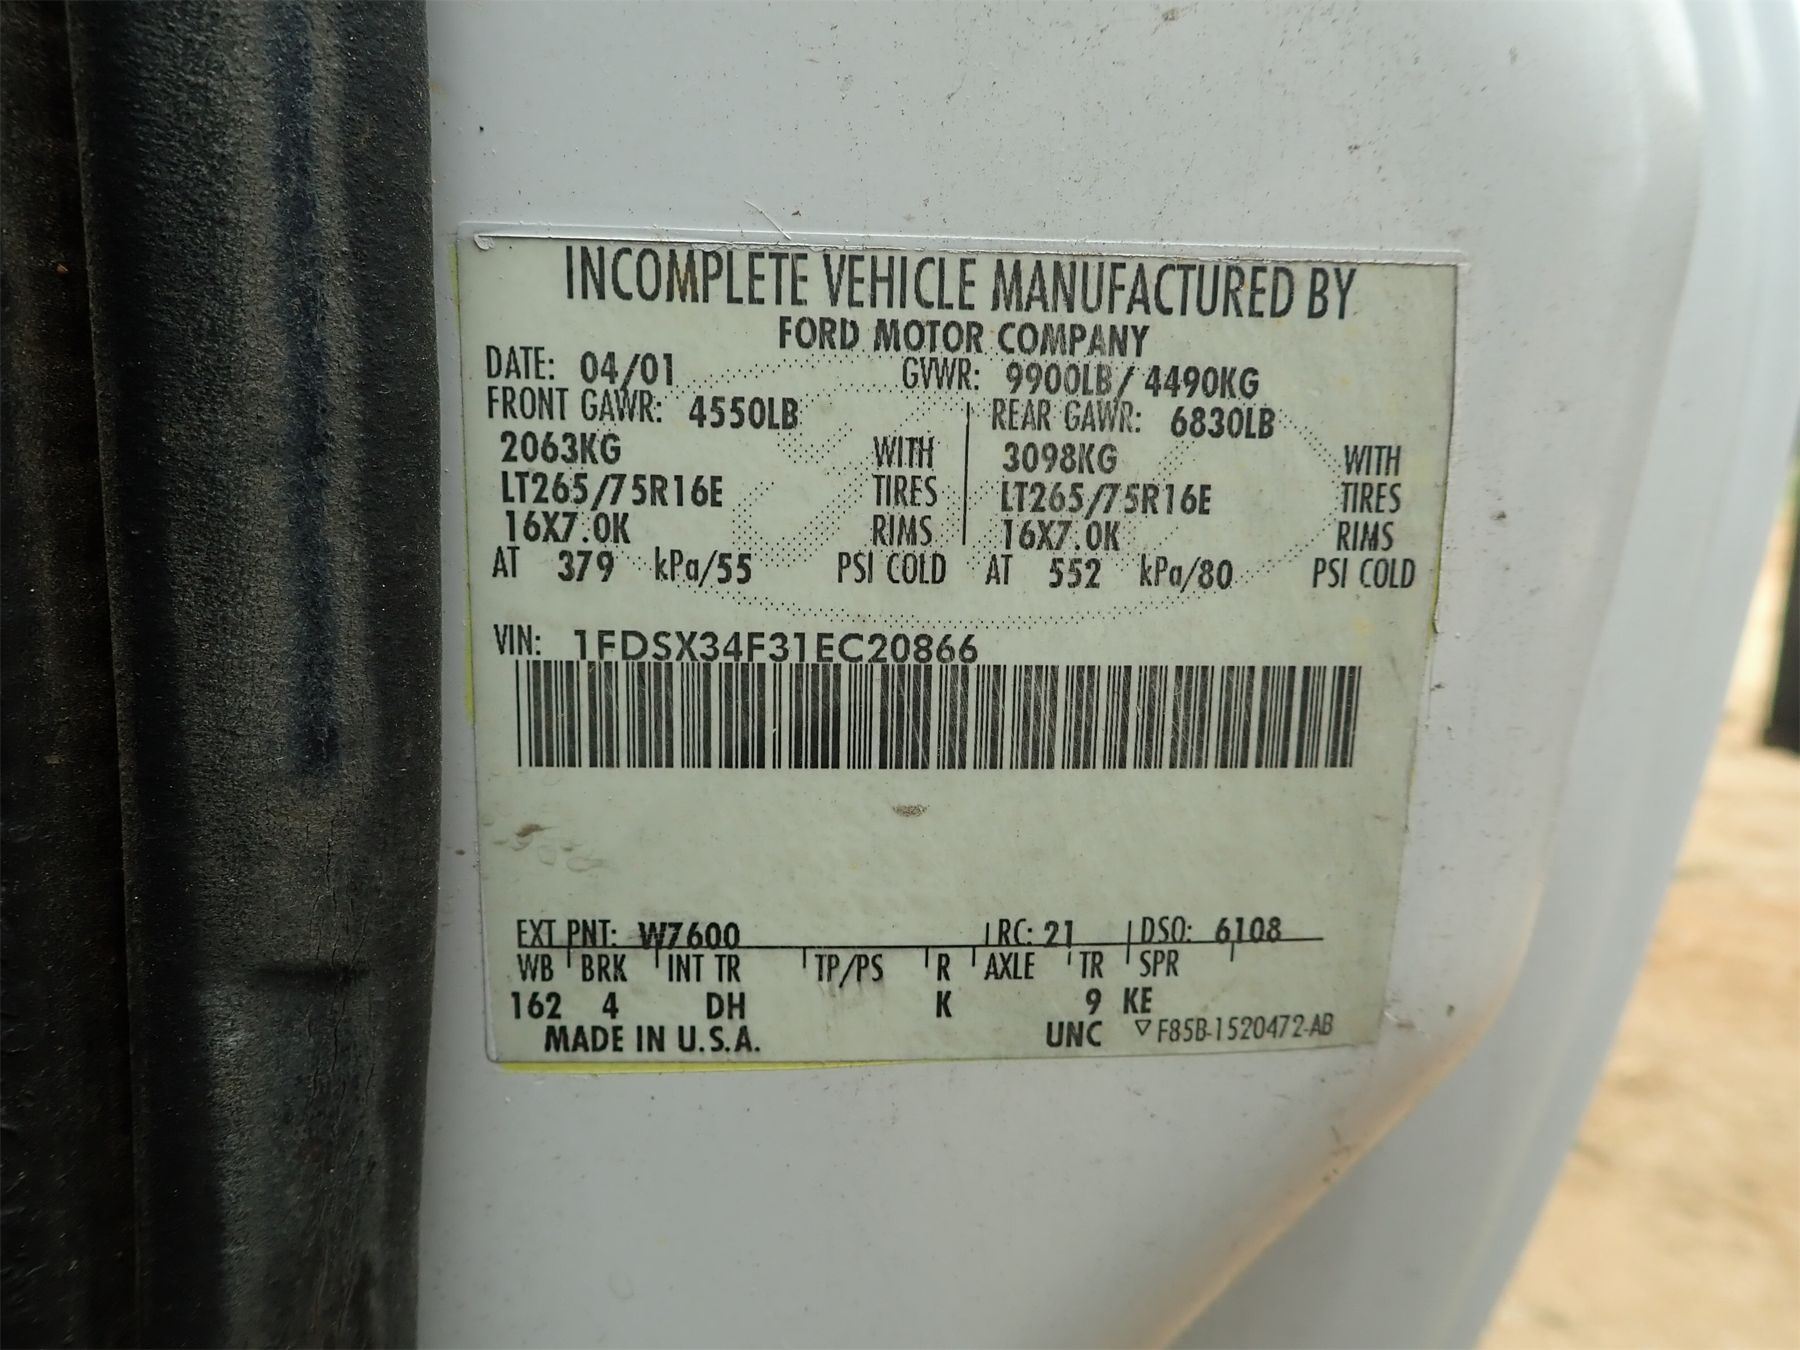 INCOMPLETE VEHICLE MANUFACTURED BY
FORD MOTOR COMPANY
DATE: 04/01 GVWR: 9900LB/ 4490KG
FRONT GAWR: 4550LB REAR GAWR: 6830LB
2063KG WITH 3098KG WITH
LT265/75R16E TIRES LT265/75R16E TIRES
16X7.0K RIMS 16X7.0K RIMS
AT 379 kPa/55 PSI COLD AT 552 kPa/80 PSI COLD
VIN: 1FDSX34F31EC20866
EXT PNT: W7600 RC: 21 DSO: 6108
WB BRK INT TR TP/PS R AXLE TR SPR
162 4 DH K 9 KE
MADE IN U.S.A. UNC ▽F85B-1520472-AB